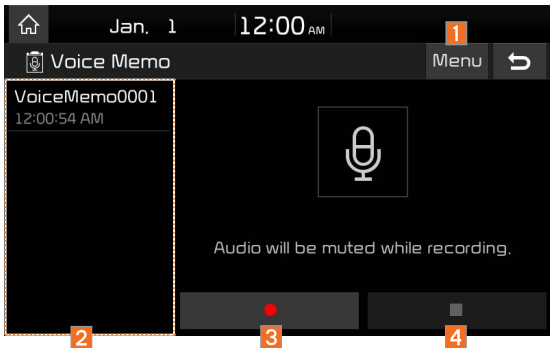 Jan. 1 12:00 AM
1
Voice Memo Menu
VoiceMemo0001
12:00:54 AM
Audio will be muted while recording.
2 3 4